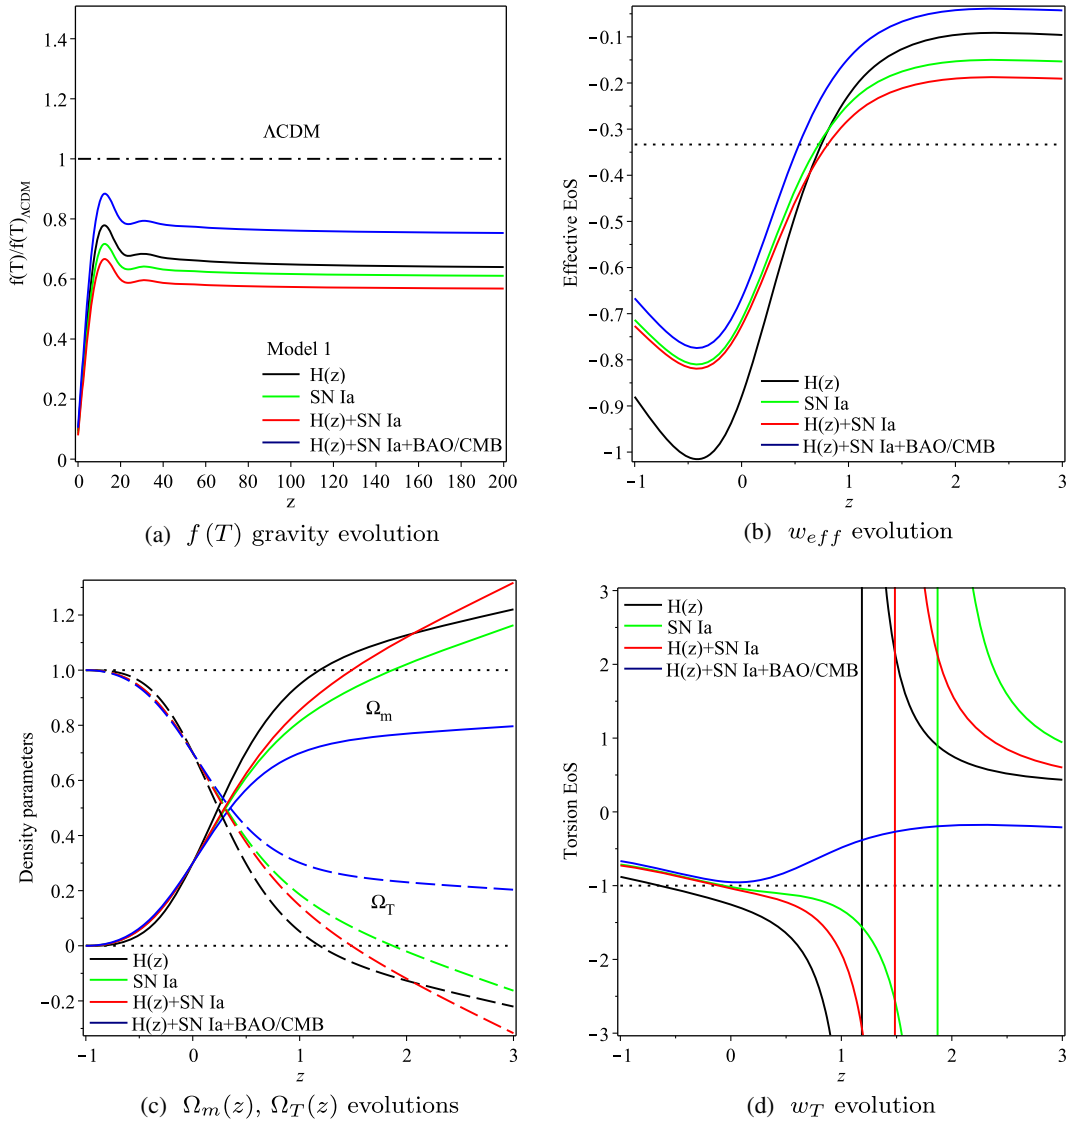 1.4
1.2
1
0.8
0.6
0.4
0.2
0
f(T)/f(T)ΛCDM
ΛCDM
Model 1
H(z)
SN Ia
H(z)+SN Ia
H(z)+SN Ia+BAO/CMB
0 20 40 60 80 100 120 140 160 180 200
z
(a) f (T) gravity evolution
−0.1
−0.2
−0.3
−0.4
−0.5
−0.6
−0.7
−0.8
−0.9
−1
Effective EoS
H(z)
SN Ia
H(z)+SN Ia
H(z)+SN Ia+BAO/CMB
−1 0 1 2 3
z
(b) w_eff evolution
1.2
1.0
0.8
0.6
0.4
0.2
0
−0.2
Density parameters
Ω_m
Ω_T
H(z)
SN Ia
H(z)+SN Ia
H(z)+SN Ia+BAO/CMB
−1 0 1 2 3
z
(c) Ω_m(z), Ω_T(z) evolutions
3
2
1
0
−1
−2
−3
Torsion EoS
H(z)
SN Ia
H(z)+SN Ia
H(z)+SN Ia+BAO/CMB
−1 0 1 2 3
z
(d) w_T evolution